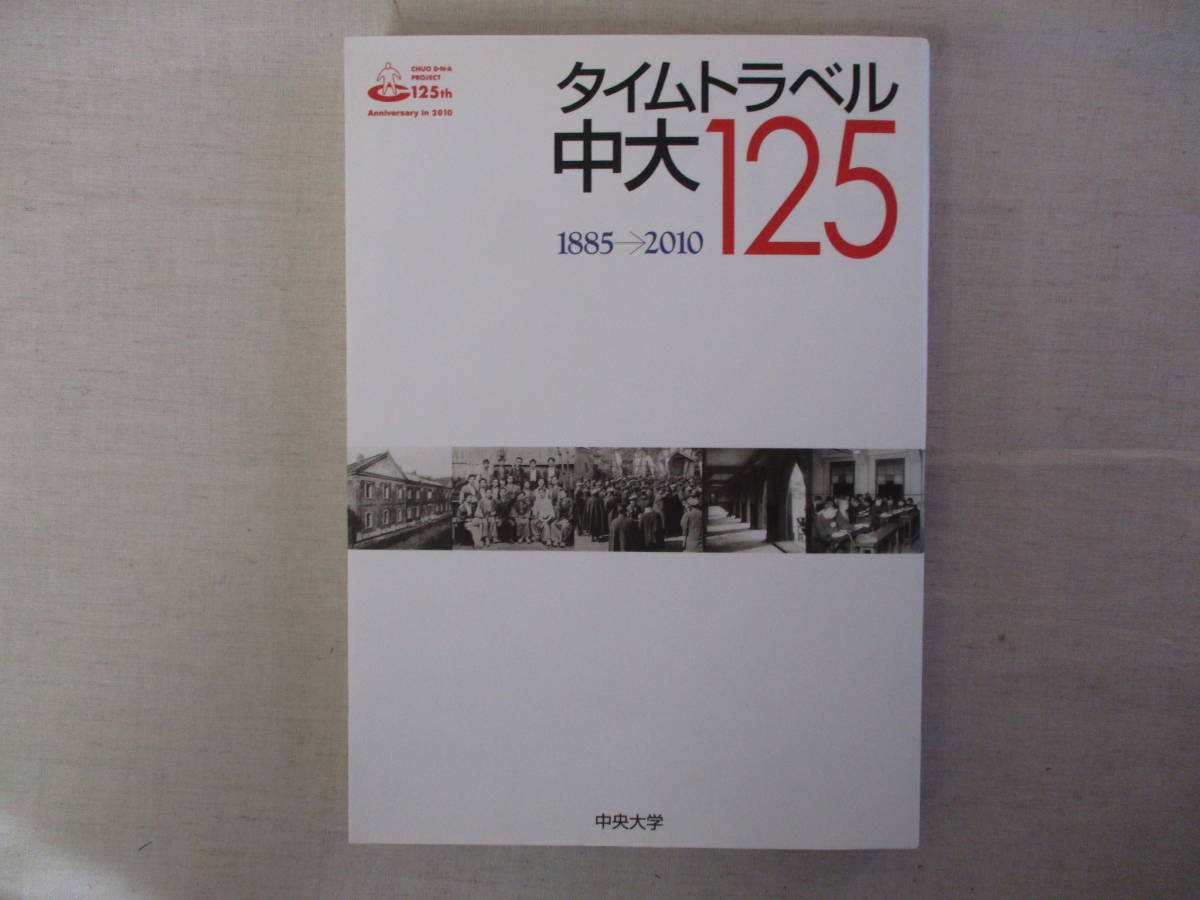 CHUO D・N・A
PROJECT
125th
Anniversary in 2010
タイムトラベル
中大125
1885→2010
中央大学